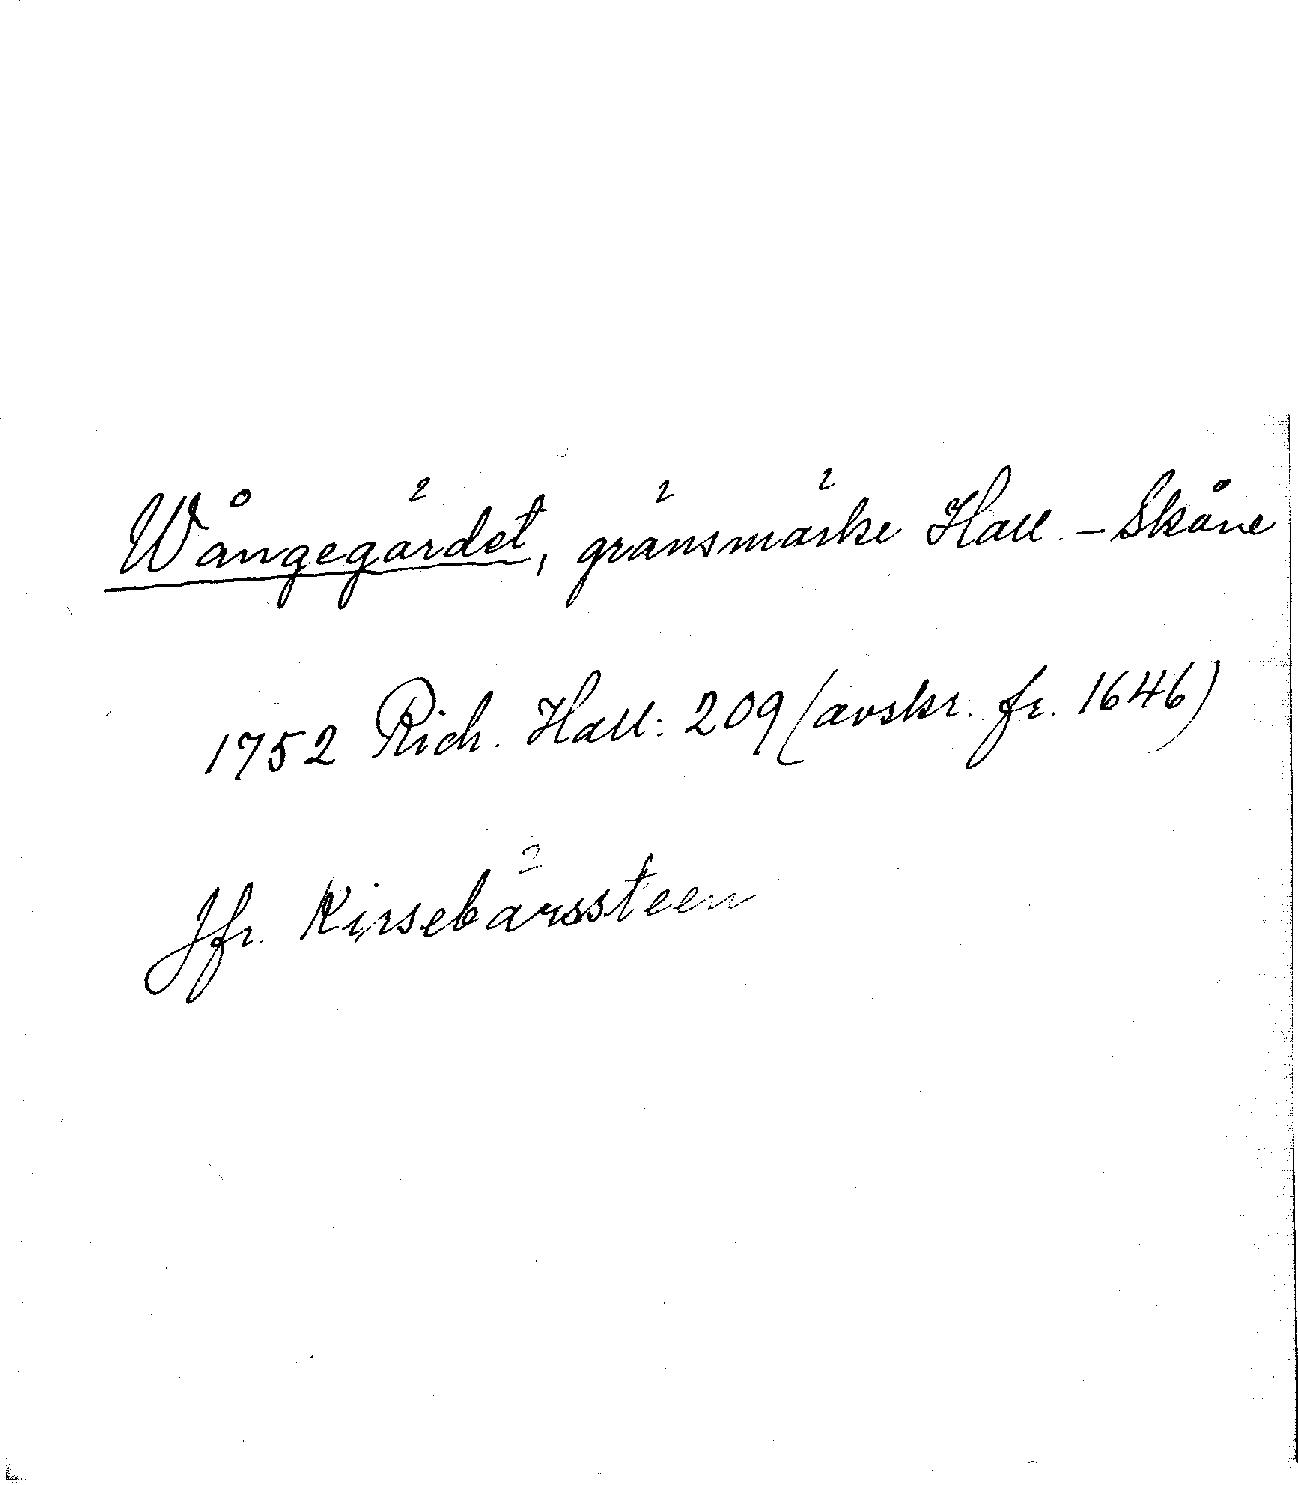 Wångegärdet, gränsmärke Hall. - Skåne
1752 Rich. Hall: 209 (avskr. fr. 1646)
Jfr. Kirsebärssteen